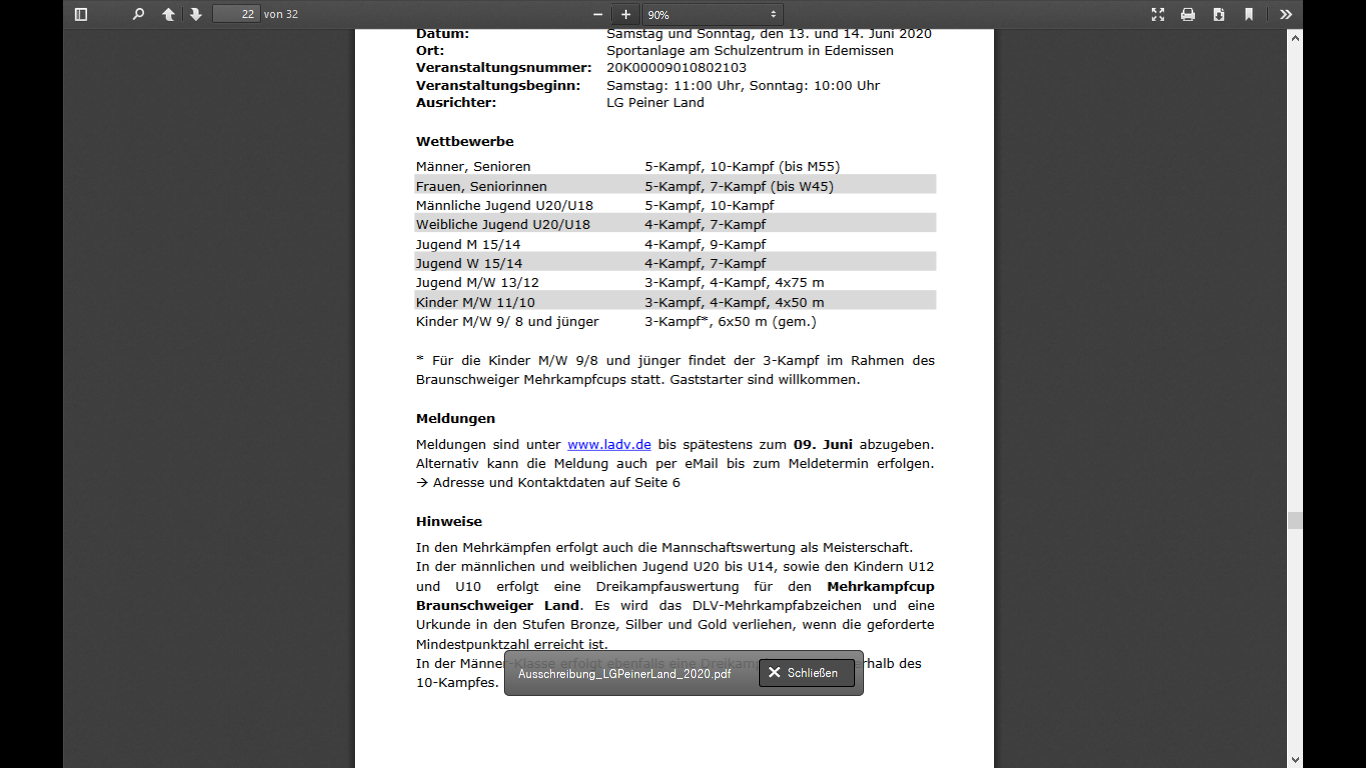 22 von 32
90%
Datum: Samstag und Sonntag, den 13. und 14. Juni 2020
Ort: Sportanlage am Schulzentrum in Edemissen
Veranstaltungsnummer: 20K00009010802103
Veranstaltungsbeginn: Samstag: 11:00 Uhr, Sonntag: 10:00 Uhr
Ausrichter: LG Peiner Land
Wettbewerbe
Männer, Senioren 5-Kampf, 10-Kampf (bis M55)
Frauen, Seniorinnen 5-Kampf, 7-Kampf (bis W45)
Männliche Jugend U20/U18 5-Kampf, 10-Kampf
Weibliche Jugend U20/U18 4-Kampf, 7-Kampf
Jugend M 15/14 4-Kampf, 9-Kampf
Jugend W 15/14 4-Kampf, 7-Kampf
Jugend M/W 13/12 3-Kampf, 4-Kampf, 4x75 m
Kinder M/W 11/10 3-Kampf, 4-Kampf, 4x50 m
Kinder M/W 9/ 8 und jünger 3-Kampf*, 6x50 m (gem.)
* Für die Kinder M/W 9/8 und jünger findet der 3-Kampf im Rahmen des
Braunschweiger Mehrkampfcups statt. Gaststarter sind willkommen.
Meldungen
Meldungen sind unter www.ladv.de bis spätestens zum 09. Juni abzugeben.
Alternativ kann die Meldung auch per eMail bis zum Meldetermin erfolgen.
→ Adresse und Kontaktdaten auf Seite 6
Hinweise
In den Mehrkämpfen erfolgt auch die Mannschaftswertung als Meisterschaft.
In der männlichen und weiblichen Jugend U20 bis U14, sowie den Kindern U12
und U10 erfolgt eine Dreikampfauswertung für den Mehrkampfcup
Braunschweiger Land. Es wird das DLV-Mehrkampfabzeichen und eine
Urkunde in den Stufen Bronze, Silber und Gold verliehen, wenn die geforderte
Mindestpunktzahl erreicht ist.
In der Männer-Klasse erfolgt ebenfalls eine des
10-Kampfes.
Ausschreibung_LGPeinerLand_2020.pdf
Schließen